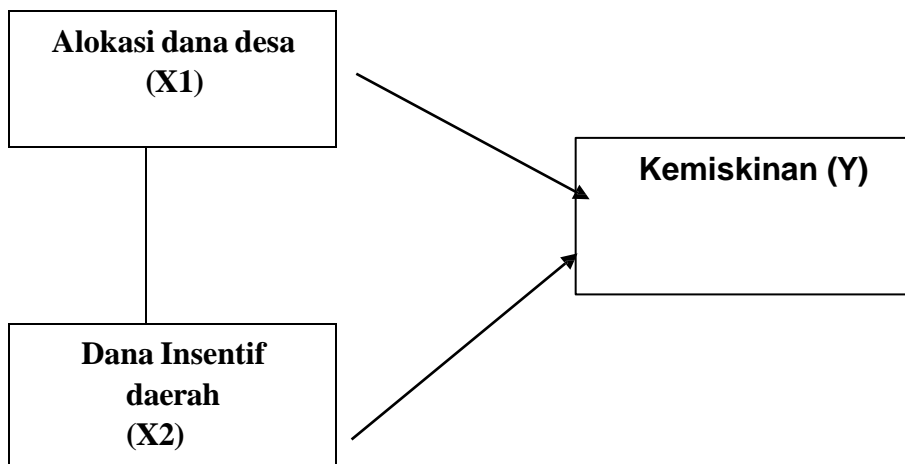 Alokasi dana desa
(X1)
Kemiskinan (Y)
Dana Insentif
daerah
(X2)